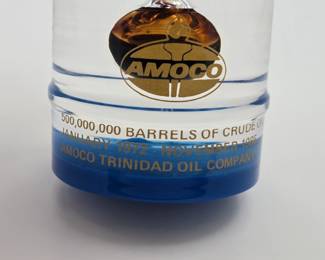 AMOCO
500,000,000 BARRELS OF CRUDE
JANUARY 1972 - NOVEMBER
AMOCO TRINIDAD OIL COMPANY